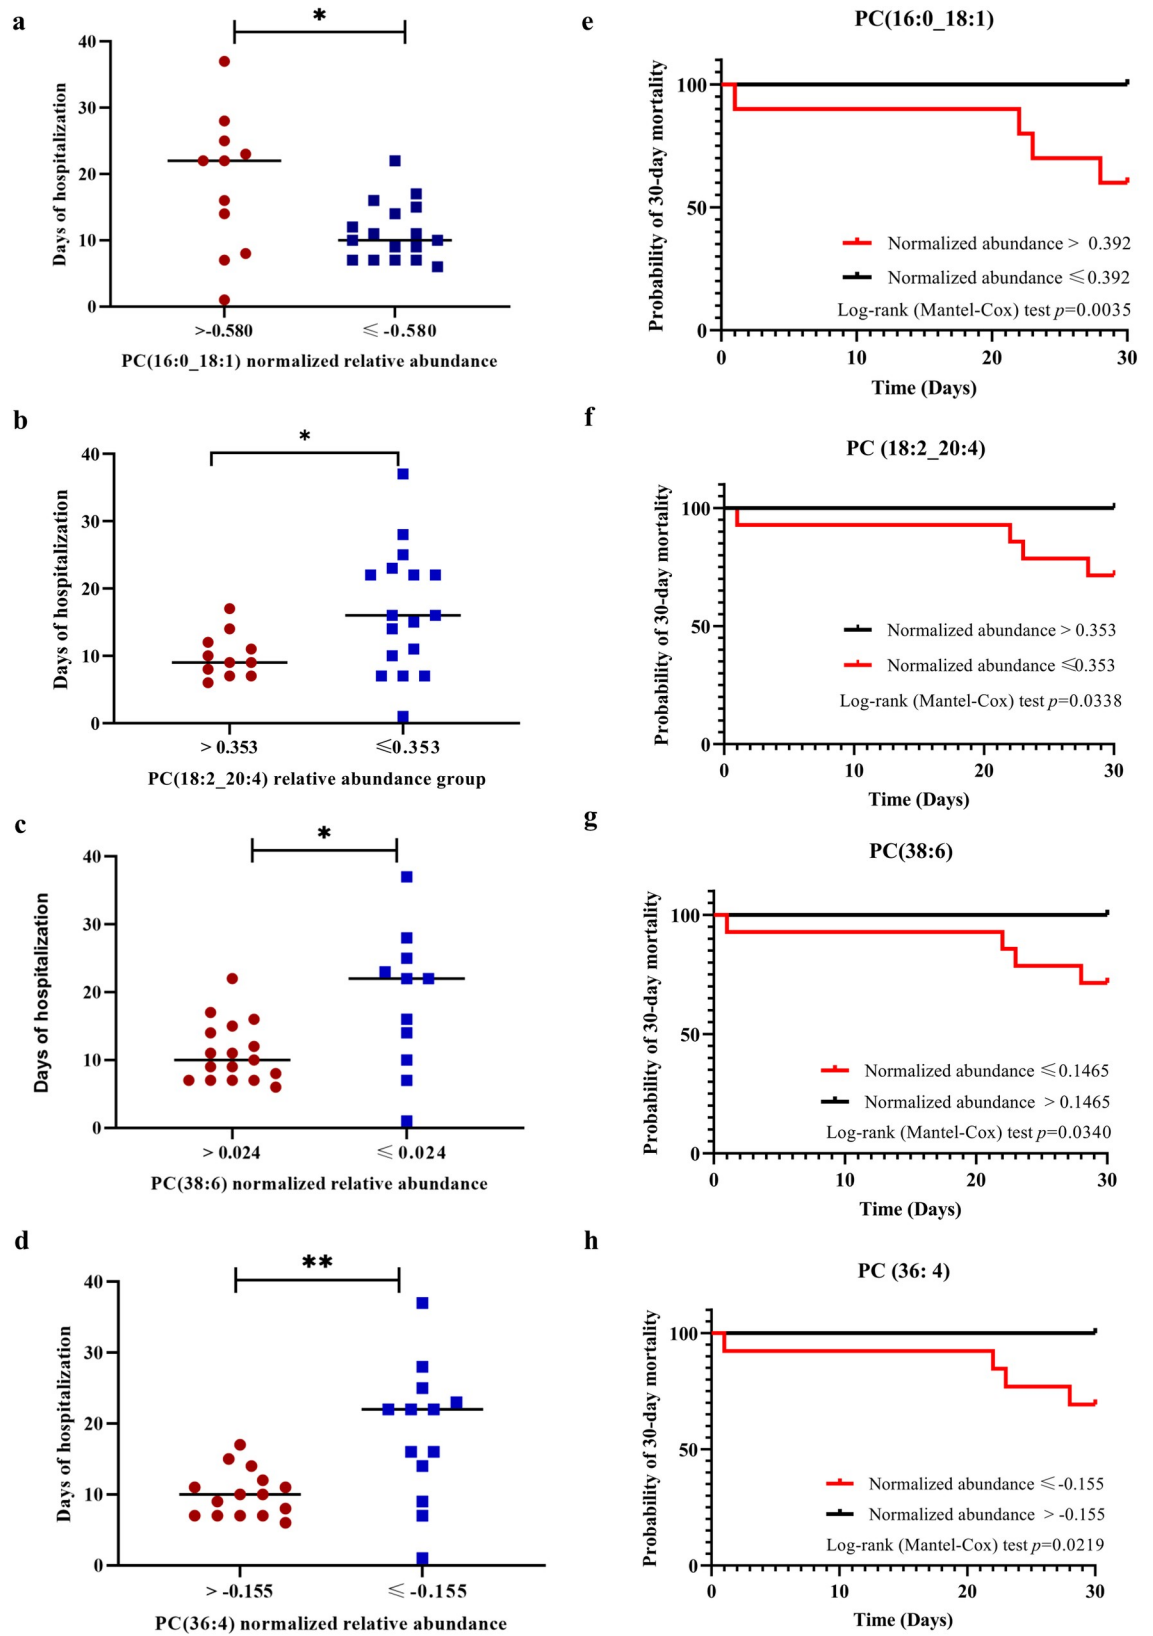 a
*
40
30
20
10
0
Days of hospitalization
>-0.580
≤ -0.580
PC(16:0_18:1) normalized relative abundance
e
PC(16:0_18:1)
100
50
0
Probability of 30-day mortality
Normalized abundance > 0.392
Normalized abundance ≤0.392
Log-rank (Mantel-Cox) test p=0.0035
0 10 20 30
Time (Days)
b
*
40
30
20
10
0
Days of hospitalization
> 0.353
≤0.353
PC(18:2_20:4) relative abundance group
f
PC (18:2_20:4)
100
50
0
Probability of 30-day mortality
Normalized abundance > 0.353
Normalized abundance ≤0.353
Log-rank (Mantel-Cox) test p=0.0338
0 10 20 30
Time (Days)
c
*
40
30
20
10
0
Days of hospitalization
> 0.024
≤ 0.024
PC(38:6) normalized relative abundance
g
PC(38:6)
100
50
0
Probability of 30-day mortality
Normalized abundance ≤0.1465
Normalized abundance > 0.1465
Log-rank (Mantel-Cox) test p=0.0340
0 10 20 30
Time (Days)
d
**
40
30
20
10
0
Days of hospitalization
> -0.155
≤ -0.155
PC(36:4) normalized relative abundance
h
PC (36: 4)
100
50
0
Probability of 30-day mortality
Normalized abundance ≤ -0.155
Normalized abundance > -0.155
Log-rank (Mantel-Cox) test p=0.0219
0 10 20 30
Time (Days)